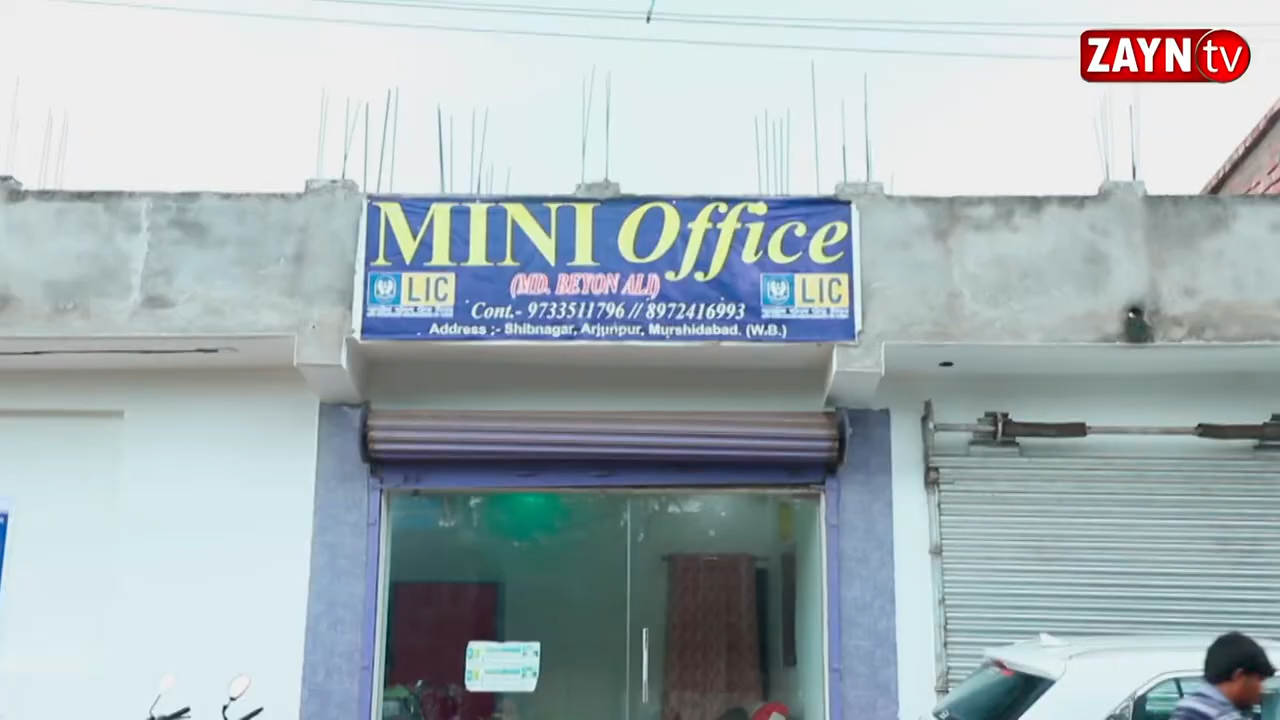 ZAYN tv
MINI Office
(MD. BEYON ALI)
LIC
LIC
Cont.- 9733511796 // 8972416993
Address ;- Shibnagar, Arjunpur, Murshidabad. (W.B.)